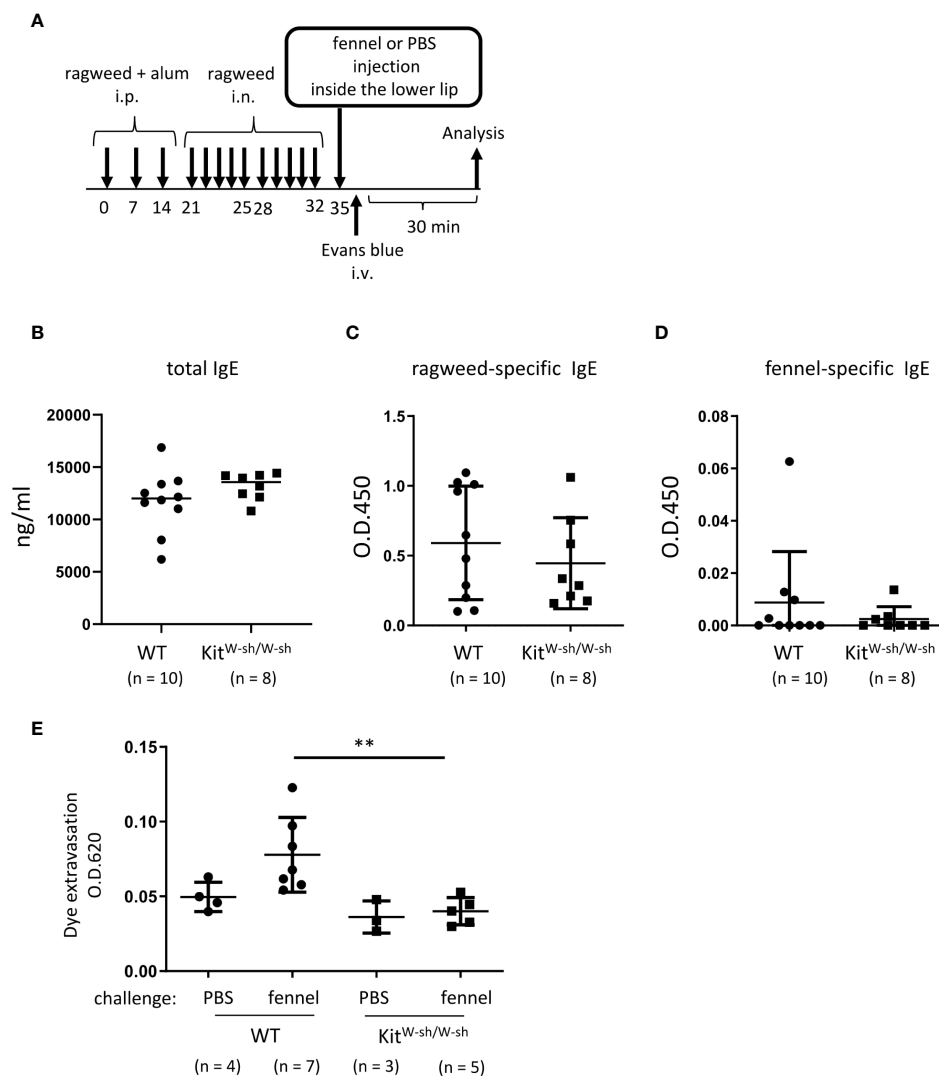 A
fennel or PBS
injection
inside the lower lip
ragweed + alum
i.p.
ragweed
i.n.
Analysis
0 7 14 21 25 28 32 35
30 min
Evans blue
i.v.
B
total IgE
ng/ml
20000
15000
10000
5000
0
WT Kit^W-sh/W-sh
(n = 10) (n = 8)
C
ragweed-specific IgE
O.D.450
1.5
1.0
0.5
0.0
WT Kit^W-sh/W-sh
(n = 10) (n = 8)
D
fennel-specific IgE
O.D.450
0.08
0.06
0.04
0.02
0.00
WT Kit^W-sh/W-sh
(n = 10) (n = 8)
E
**
Dye extravasation
O.D.620
0.15
0.10
0.05
0.00
challenge: PBS fennel PBS fennel
WT Kit^W-sh/W-sh
(n = 4) (n = 7) (n = 3) (n = 5)